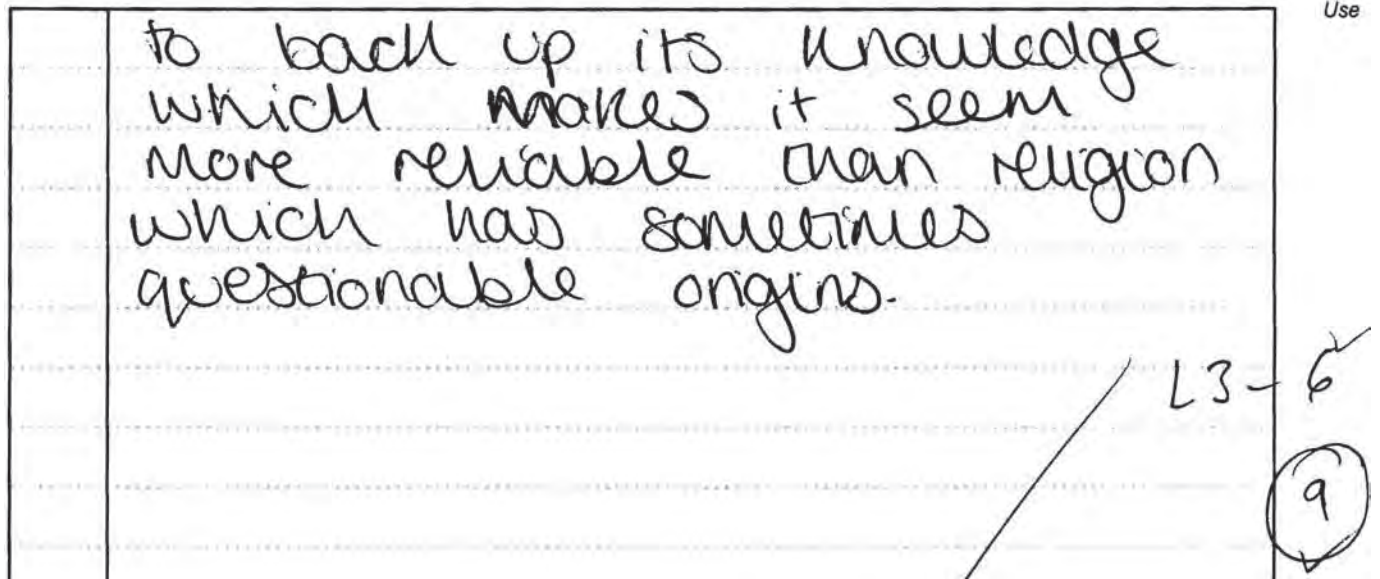 Use
to back up its knowledge
which makes it seem
more reliable than religion
which has sometimes
questionable origins.
L3 - 6
9